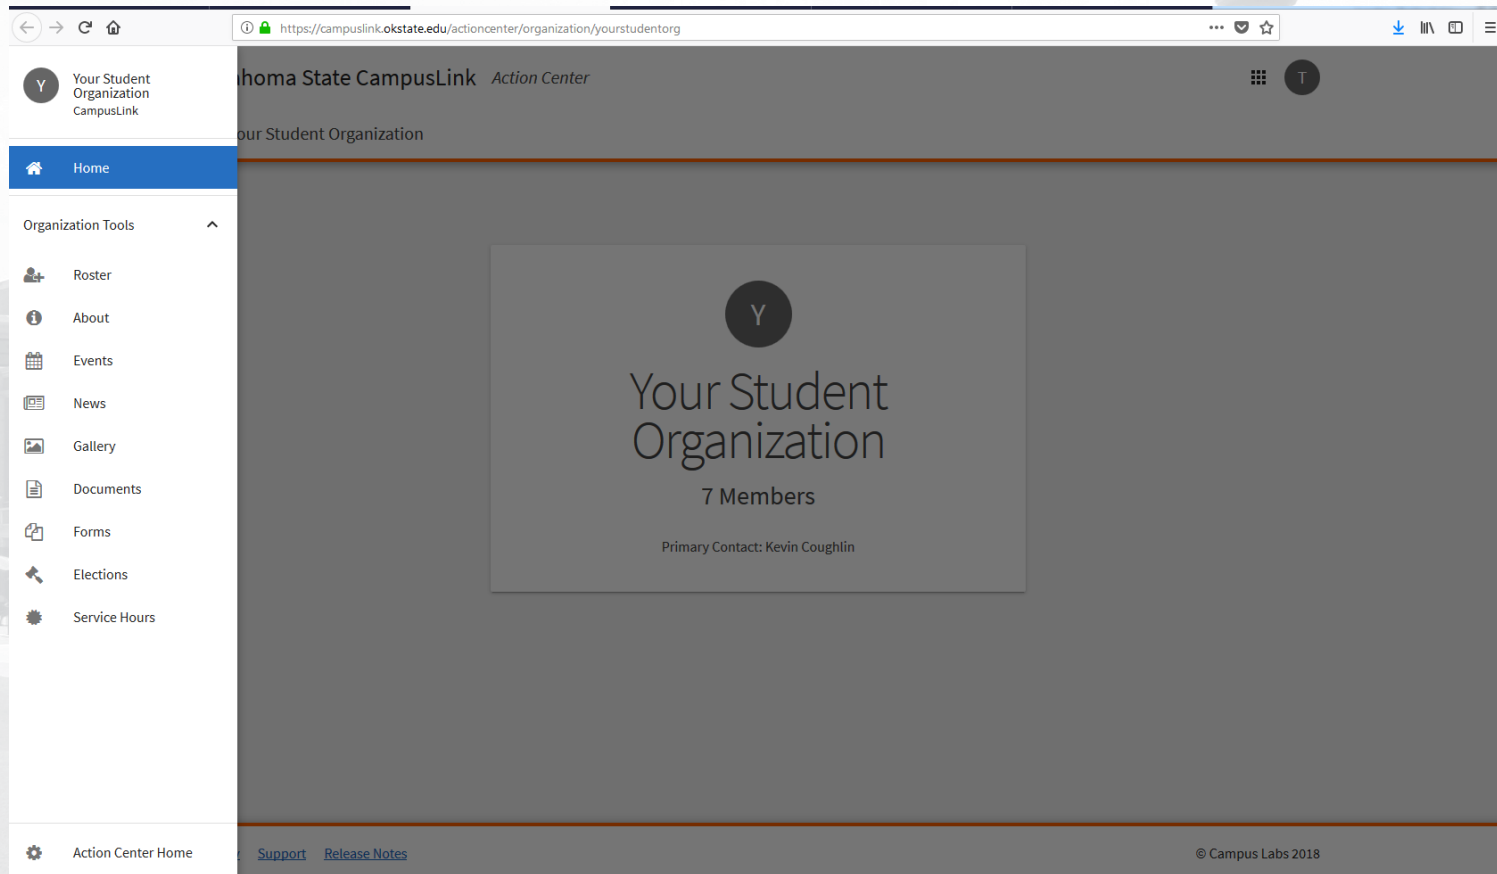 https://campuslink.okstate.edu/actioncenter/organization/yourstudentorg
Y
Your Student
Organization
CampusLink
Home
Organization Tools
Roster
About
Events
News
Gallery
Documents
Forms
Elections
Service Hours
Action Center Home
homa State CampusLink Action Center
T
our Student Organization
Y
Your Student
Organization
7 Members
Primary Contact: Kevin Coughlin
Support Release Notes
© Campus Labs 2018